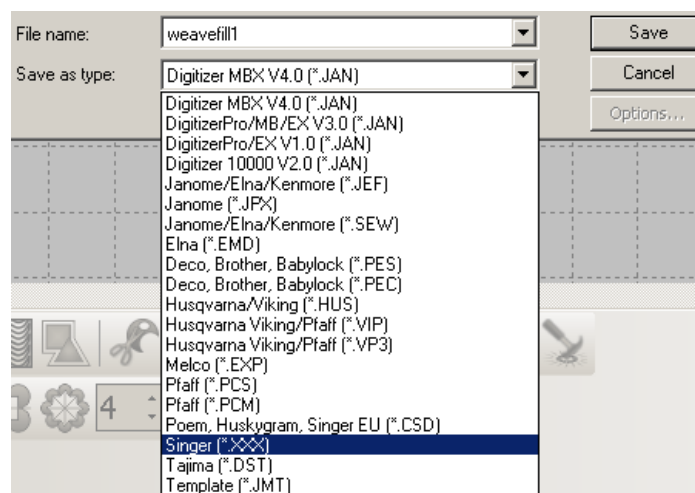 File name:
weavefill1
Save
Save as type:
Digitizer MBX V4.0 (*.JAN)
Cancel
Options...
Digitizer MBX V4.0 (*.JAN)
DigitizerPro/MB/EX V3.0 (*.JAN)
DigitizerPro/EX V1.0 (*.JAN)
Digitizer 10000 V2.0 (*.JAN)
Janome/Elna/Kenmore (*.JEF)
Janome (*.JPX)
Janome/Elna/Kenmore (*.SEW)
Elna (*.EMD)
Deco, Brother, Babylock (*.PES)
Deco, Brother, Babylock (*.PEC)
Husqvarna/Viking (*.HUS)
Husqvarna Viking/Pfaff (*.VIP)
Husqvarna Viking/Pfaff (*.VP3)
Melco (*.EXP)
Pfaff (*.PCS)
Pfaff (*.PCM)
4
Poem, Huskygram, Singer EU (*.CSD)
Singer (*.XXX)
Tajima (*.DST)
Template (*.JMT)